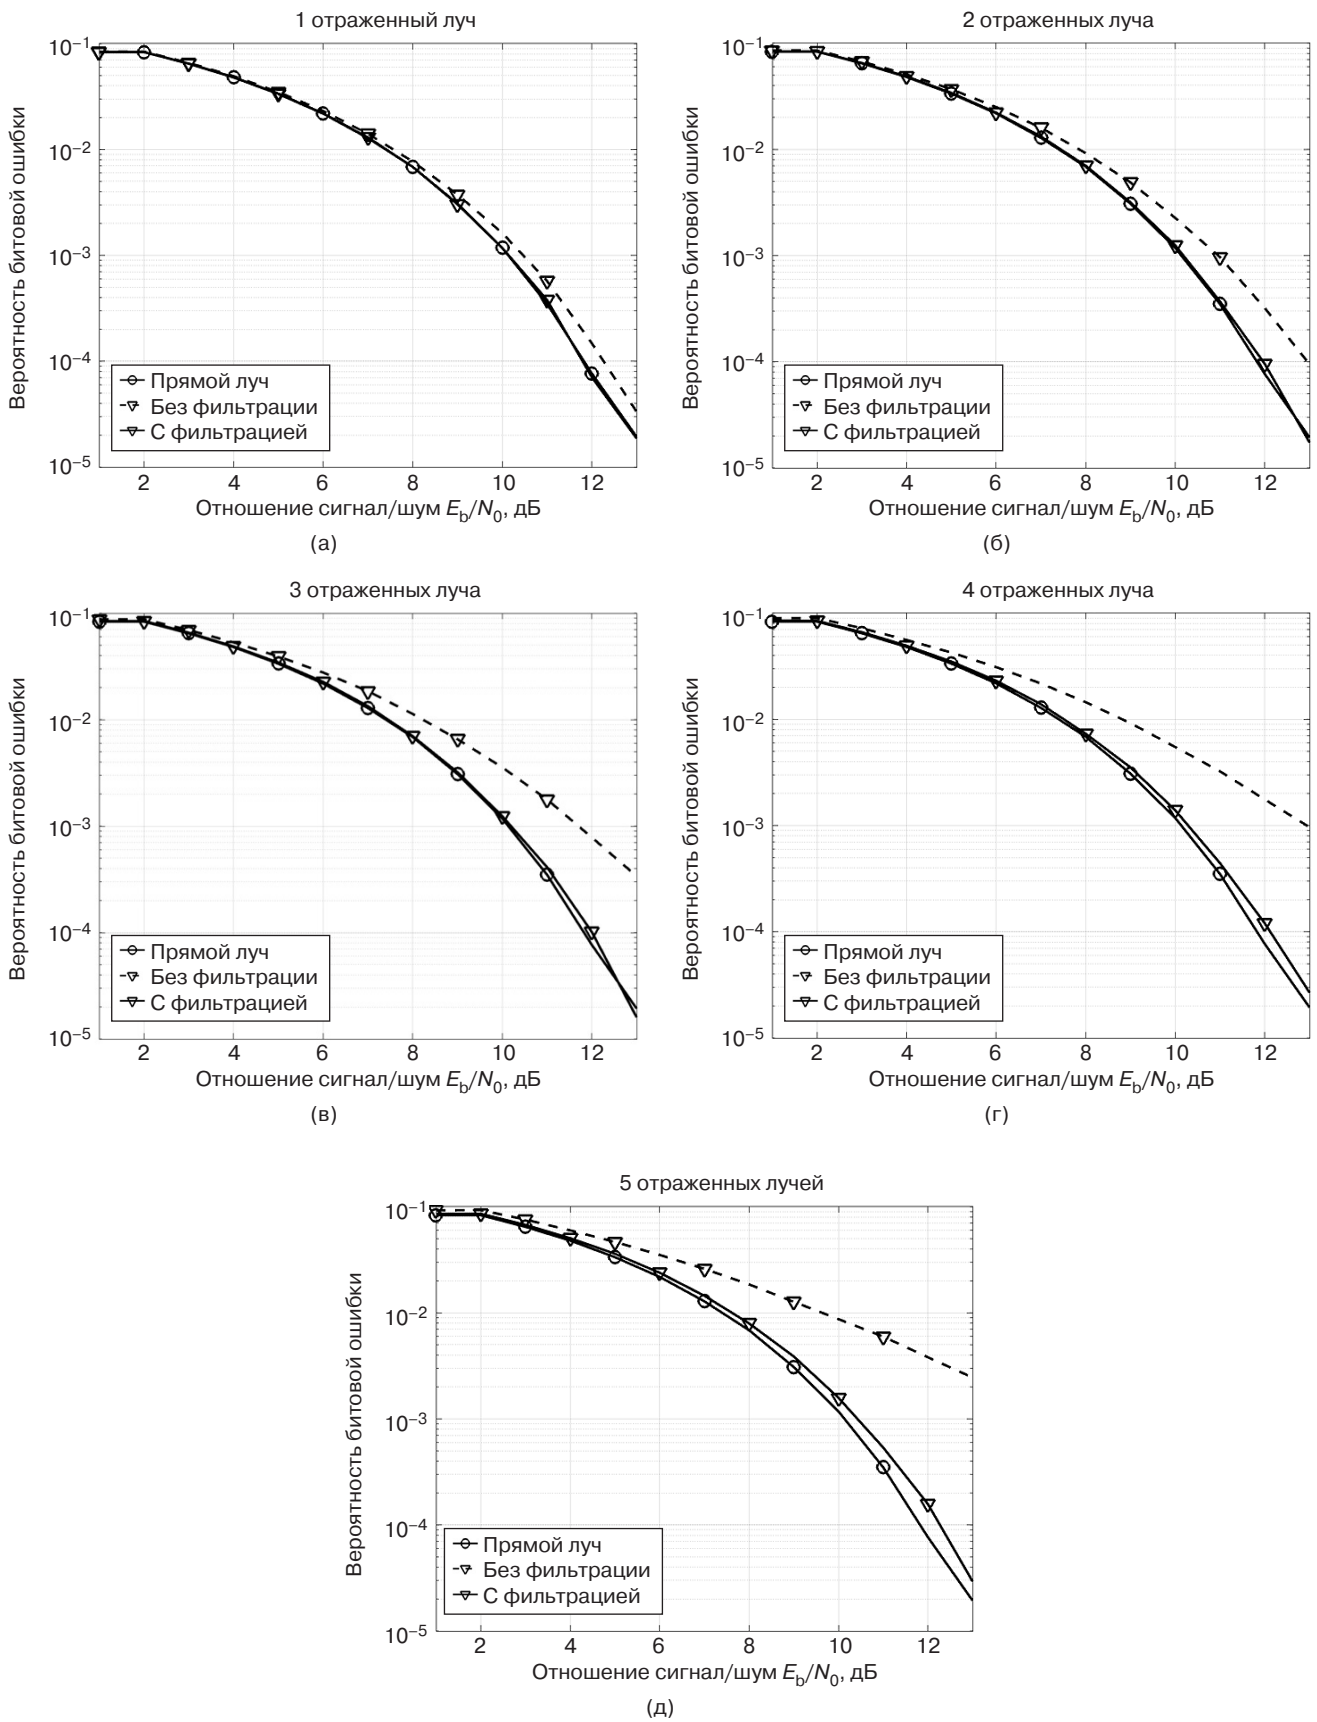 1 отраженный луч
Вероятность битовой ошибки
10⁻¹
10⁻²
10⁻³
10⁻⁴
10⁻⁵
Прямой луч
Без фильтрации
С фильтрацией
2 4 6 8 10 12
Отношение сигнал/шум E_b/N_0, дБ
(а)
2 отраженных луча
Вероятность битовой ошибки
10⁻¹
10⁻²
10⁻³
10⁻⁴
10⁻⁵
Прямой луч
Без фильтрации
С фильтрацией
2 4 6 8 10 12
Отношение сигнал/шум E_b/N_0, дБ
(б)
3 отраженных луча
Вероятность битовой ошибки
10⁻¹
10⁻²
10⁻³
10⁻⁴
10⁻⁵
Прямой луч
Без фильтрации
С фильтрацией
2 4 6 8 10 12
Отношение сигнал/шум E_b/N_0, дБ
(в)
4 отраженных луча
Вероятность битовой ошибки
10⁻¹
10⁻²
10⁻³
10⁻⁴
10⁻⁵
Прямой луч
Без фильтрации
С фильтрацией
2 4 6 8 10 12
Отношение сигнал/шум E_b/N_0, дБ
(г)
5 отраженных лучей
Вероятность битовой ошибки
10⁻¹
10⁻²
10⁻³
10⁻⁴
10⁻⁵
Прямой луч
Без фильтрации
С фильтрацией
2 4 6 8 10 12
Отношение сигнал/шум E_b/N_0, дБ
(д)